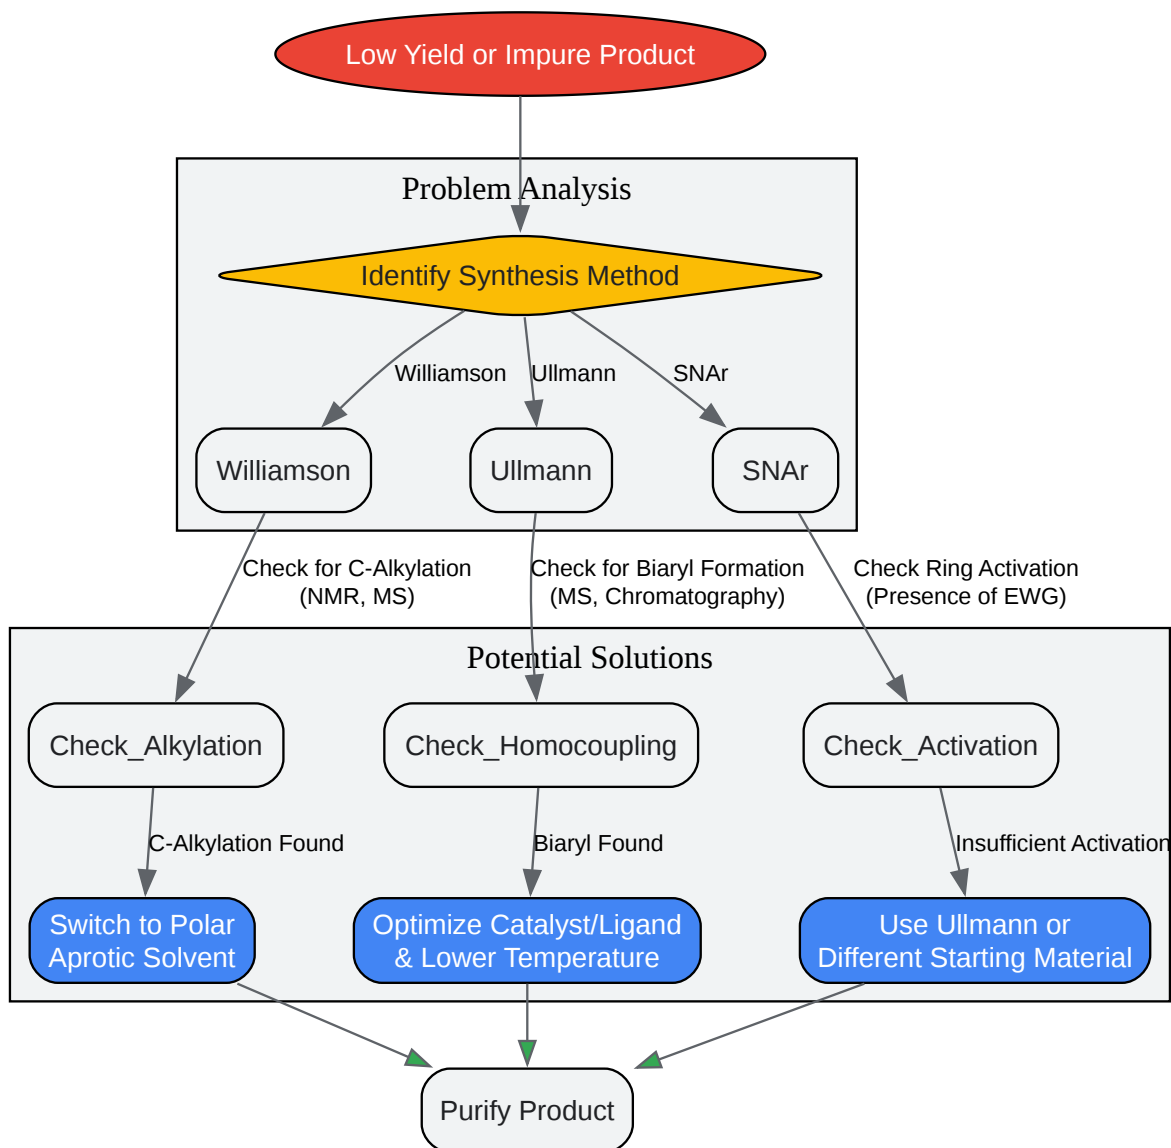 Low Yield or Impure Product
Problem Analysis
Identify Synthesis Method
Williamson
Ullmann
SNAr
Williamson
Ullmann
SNAr
Check for C-Alkylation
(NMR, MS)
Check for Biaryl Formation
(MS, Chromatography)
Check Ring Activation
(Presence of EWG)
Potential Solutions
Check_Alkylation
Check_Homocoupling
Check_Activation
C-Alkylation Found
Biaryl Found
Insufficient Activation
Switch to Polar
Aprotic Solvent
Optimize Catalyst/Ligand
& Lower Temperature
Use Ullmann or
Different Starting Material
Purify Product